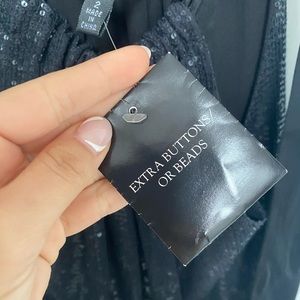 2
MADE IN
CHINA
EXTRA BUTTONS/
OR BEADS